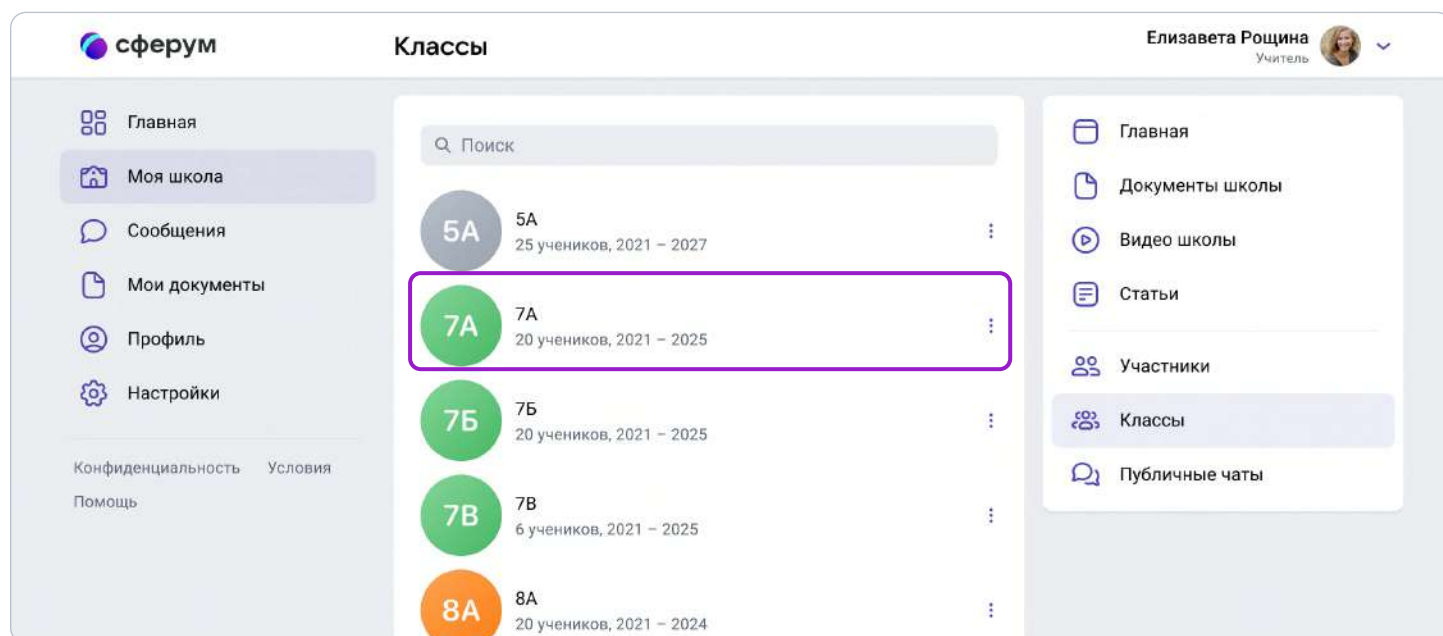 сферум
Классы
Елизавета Рощина
Учитель
Главная
Моя школа
Сообщения
Мои документы
Профиль
Настройки
Конфиденциальность Условия
Помощь
Поиск
5А
5А
25 учеников, 2021 – 2027
7А
7А
20 учеников, 2021 – 2025
7Б
7Б
20 учеников, 2021 – 2025
7В
7В
6 учеников, 2021 – 2025
8А
8А
20 учеников, 2021 – 2024
Главная
Документы школы
Видео школы
Статьи
Участники
Классы
Публичные чаты